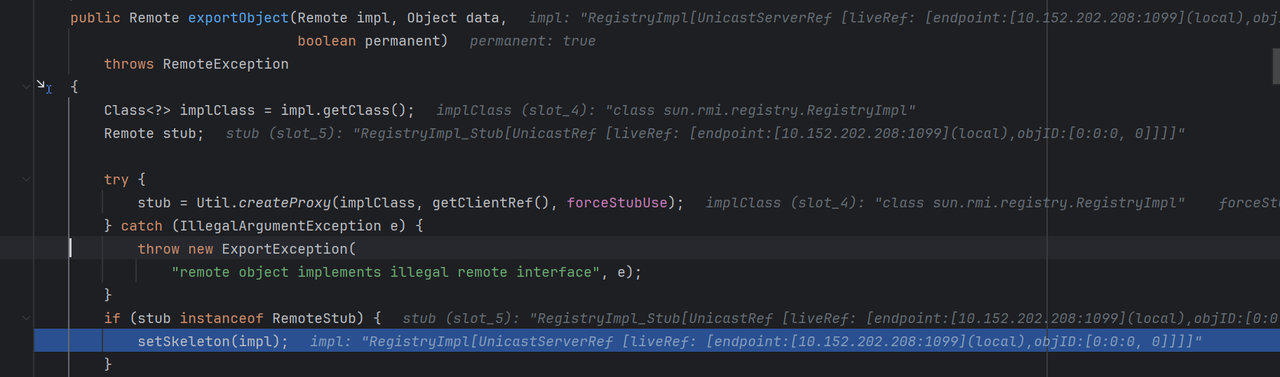 public Remote exportObject(Remote impl, Object data,   impl: "RegistryImpl[UnicastServerRef [liveRef: [endpoint:[10.152.202.208:1099](local),obj
boolean permanent)   permanent: true
throws RemoteException
{
Class<?> implClass = impl.getClass();   implClass (slot_4): "class sun.rmi.registry.RegistryImpl"
Remote stub;   stub (slot_5): "RegistryImpl_Stub[UnicastRef [liveRef: [endpoint:[10.152.202.208:1099](local),objID:[0:0:0, 0]]]]"
try {
stub = Util.createProxy(implClass, getClientRef(), forceStubUse);   implClass (slot_4): "class sun.rmi.registry.RegistryImpl"   forceStu
} catch (IllegalArgumentException e) {
throw new ExportException(
"remote object implements illegal remote interface", e);
}
if (stub instanceof RemoteStub) {   stub (slot_5): "RegistryImpl_Stub[UnicastRef [liveRef: [endpoint:[10.152.202.208:1099](local),objID:[0:0
setSkeleton(impl);   impl: "RegistryImpl[UnicastServerRef [liveRef: [endpoint:[10.152.202.208:1099](local),objID:[0:0:0, 0]]]]"
}